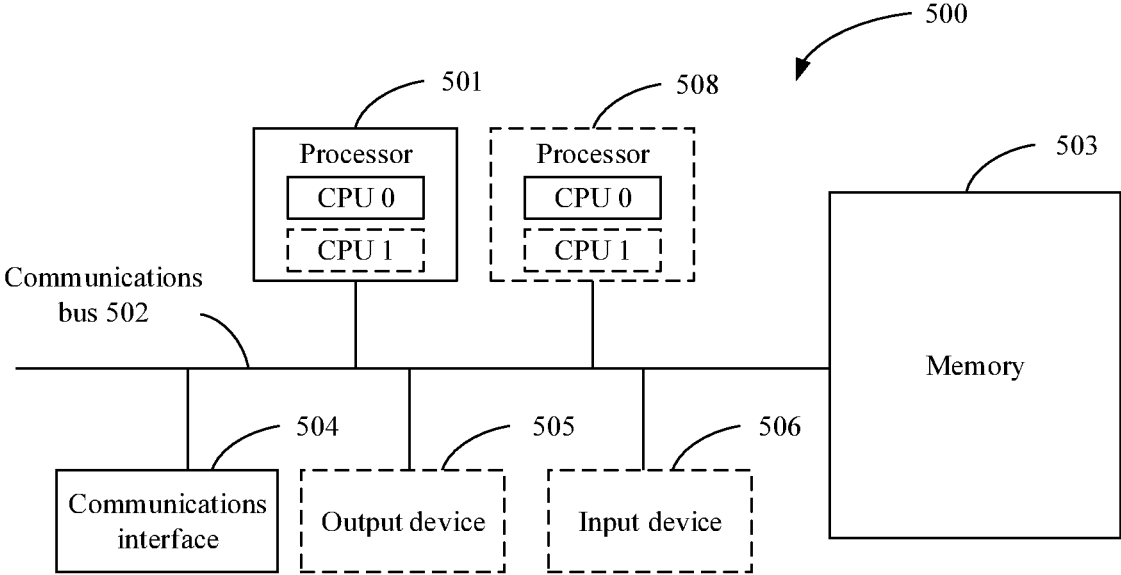 500
501
508
Processor
CPU 0
CPU 1
Processor
CPU 0
CPU 1
503
Communications
bus 502
Memory
504
505
506
Communications
interface
Output device
Input device